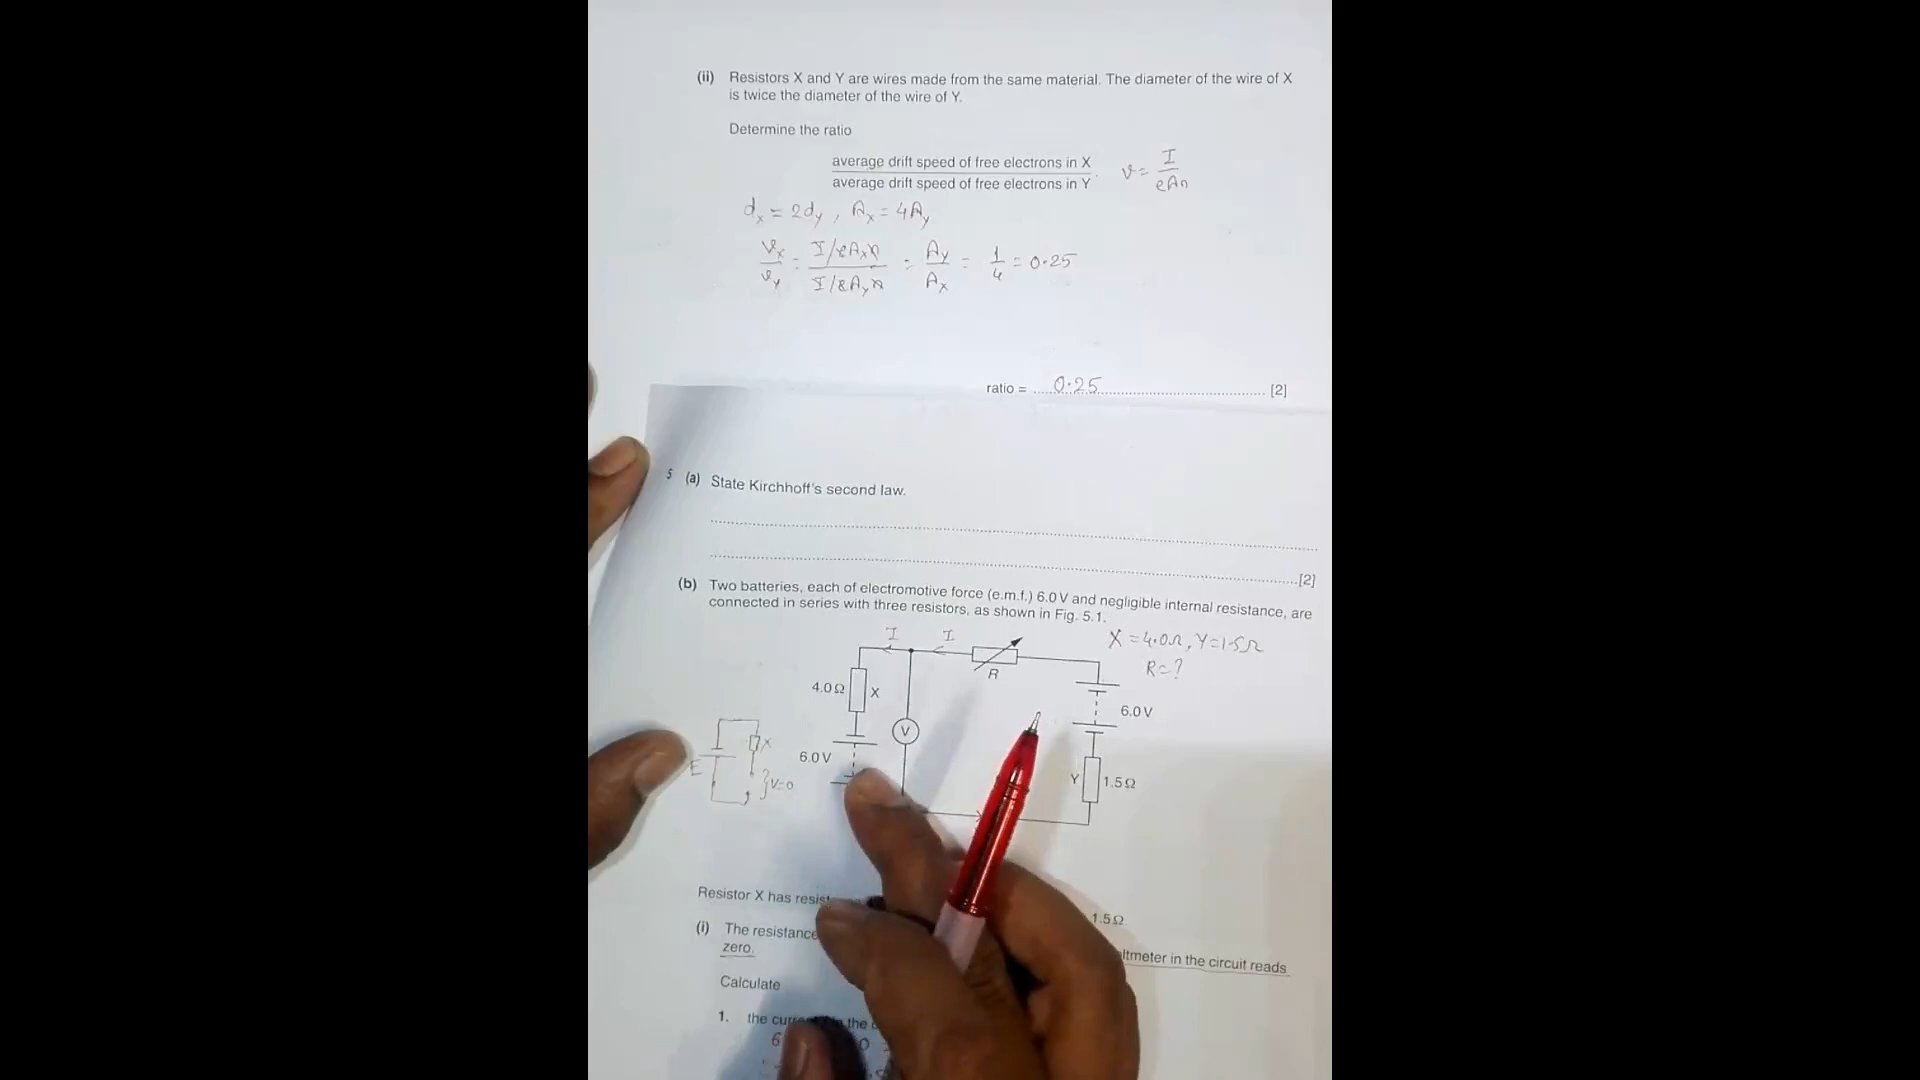 (ii) Resistors X and Y are wires made from the same material. The diameter of the wire of X
is twice the diameter of the wire of Y.
Determine the ratio
average drift speed of free electrons in X
average drift speed of free electrons in Y
v = I / eAn
dx = 2dy , Ax = 4Ay
vx / vy = I/eAxn / I/eAyn = Ay / Ax = 1/4 = 0.25
ratio = 0.25 [2]
5 (a) State Kirchhoff's second law.
[2]
(b) Two batteries, each of electromotive force (e.m.f.) 6.0 V and negligible internal resistance, are
connected in series with three resistors, as shown in Fig. 5.1.
X = 4.0Ω, Y = 1.5Ω
R = ?
I I
R
4.0Ω X
6.0 V
V
6.0 V
Y 1.5Ω
E X
V=0
Resistor X has
1.5Ω.
(i) The resistance
in the circuit reads
zero.
Calculate
1. the